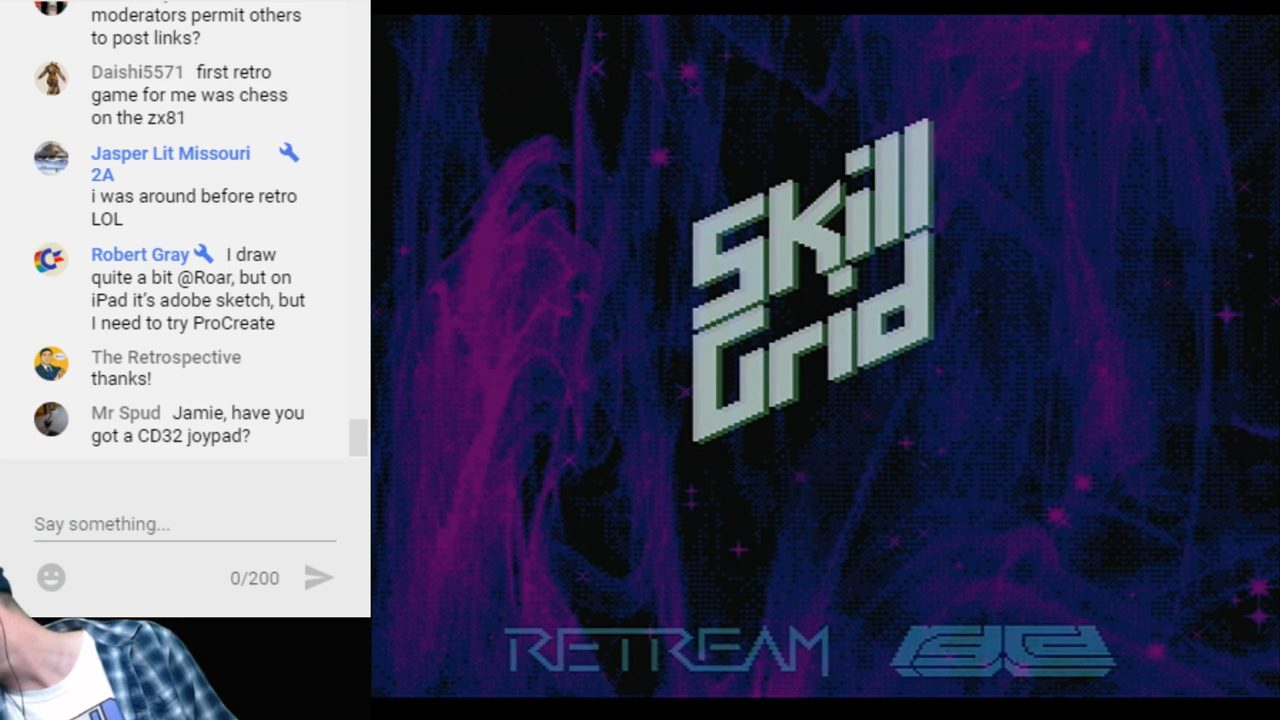 moderators permit others
to post links?
Daishi5571 first retro
game for me was chess
on the zx81
Jasper Lit Missouri
2A
i was around before retro
LOL
Robert Gray I draw
quite a bit @Roar, but on
iPad it's adobe sketch, but
I need to try ProCreate
The Retrospective
thanks!
Mr Spud Jamie, have you
got a CD32 joypad?
Say something...
0/200
Skill
Grid
RETREAM